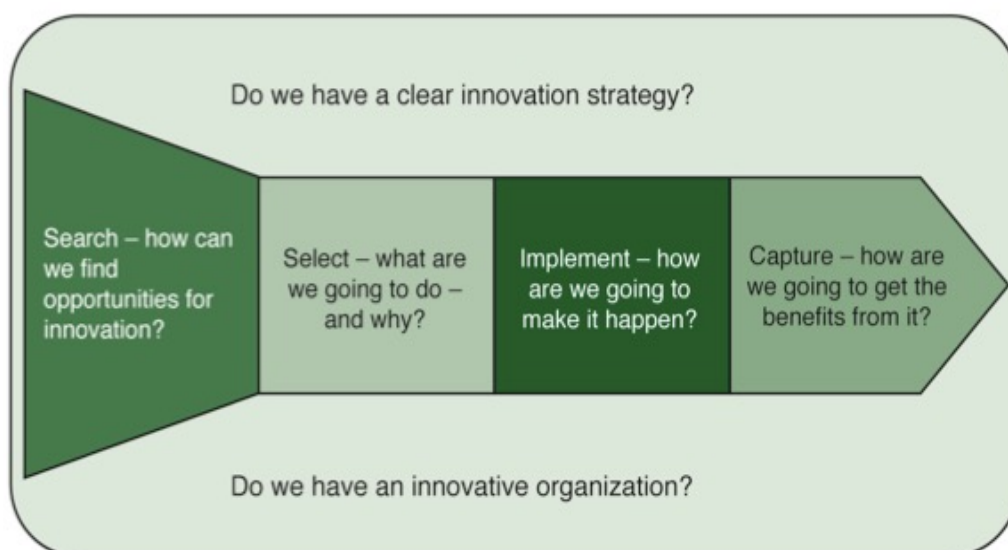 Do we have a clear innovation strategy?
Search – how can
we find
opportunities for
innovation?
Select – what are
we going to do –
and why?
Implement – how
are we going to
make it happen?
Capture – how are
we going to get the
benefits from it?
Do we have an innovative organization?